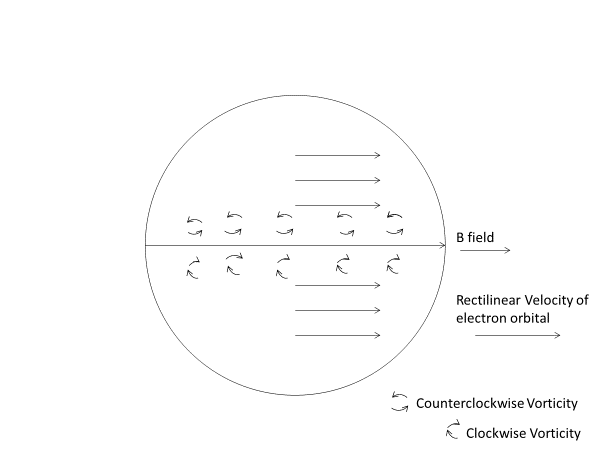 B field
Rectilinear Velocity of
electron orbital
Counterclockwise Vorticity
Clockwise Vorticity